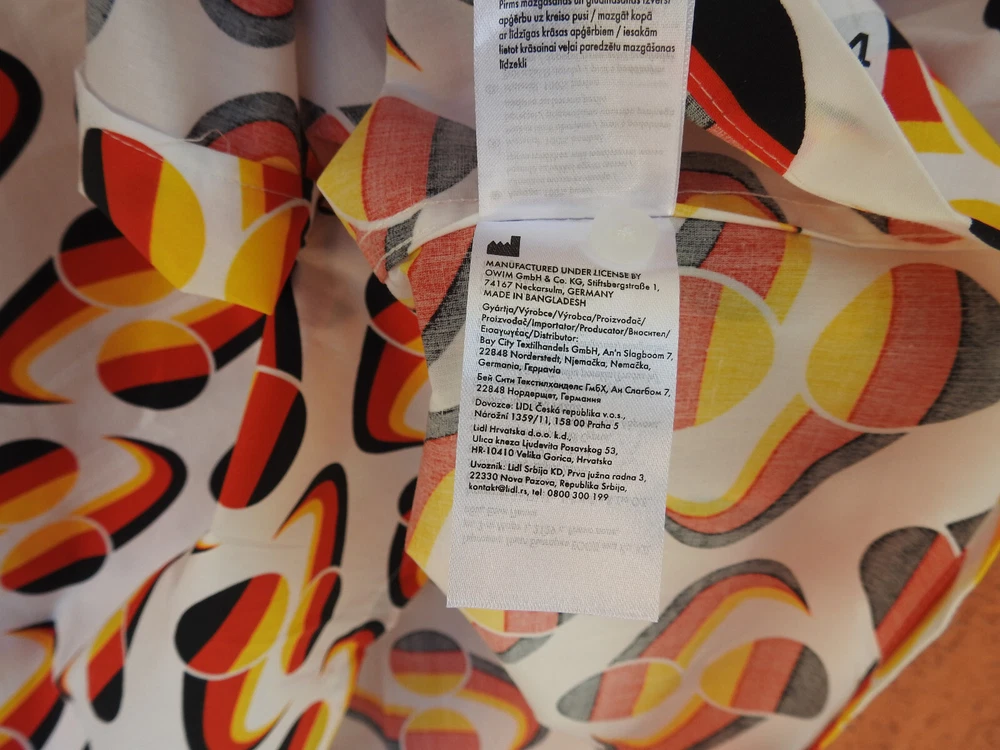 Pirms mazgāšanas un gludināšanas izvērst
apģērbu uz kreiso pusi / mazgāt kopā
ar līdzīgas krāsas apģērbiem / iesakām
lietot krāsainai veļai paredzētu mazgāšanas
līdzekli
MANUFACTURED UNDER LICENSE BY
OWIM GmbH & Co. KG, Stiftsbergstraße 1,
74167 Neckarsulm, GERMANY
MADE IN BANGLADESH
Gyártja/Výrobce/Výrobca/Proizvođač/
Proizvođač/Importator/Producator/Вносител/
Εισαγωγέας/Distributor:
Bay City Textilhandels GmbH, An'n Slagboom 7,
22848 Norderstedt, Njemačka, Nemačka,
Germania, Γερμανία
Бей Сити Текстилханделс ГмбХ, Ан Слагбом 7,
22848 Нордерщет, Германия
Dovozce: LIDL Česká republika v.o.s.,
Nárožní 1359/11, 158 00 Praha 5
Lidl Hrvatska d.o.o. k.d.,
Ulica kneza Ljudevita Posavskog 53,
HR-10410 Velika Gorica, Hrvatska
Uvoznik: Lidl Srbija KD, Prva južna radna 3,
22330 Nova Pazova, Republika Srbija,
kontakt@lidl.rs, tel: 0800 300 199